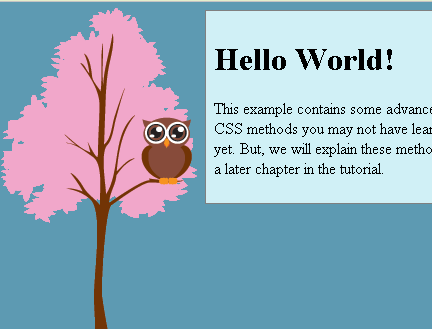 Hello World!
This example contains some advance
CSS methods you may not have lear
yet. But, we will explain these metho
a later chapter in the tutorial.